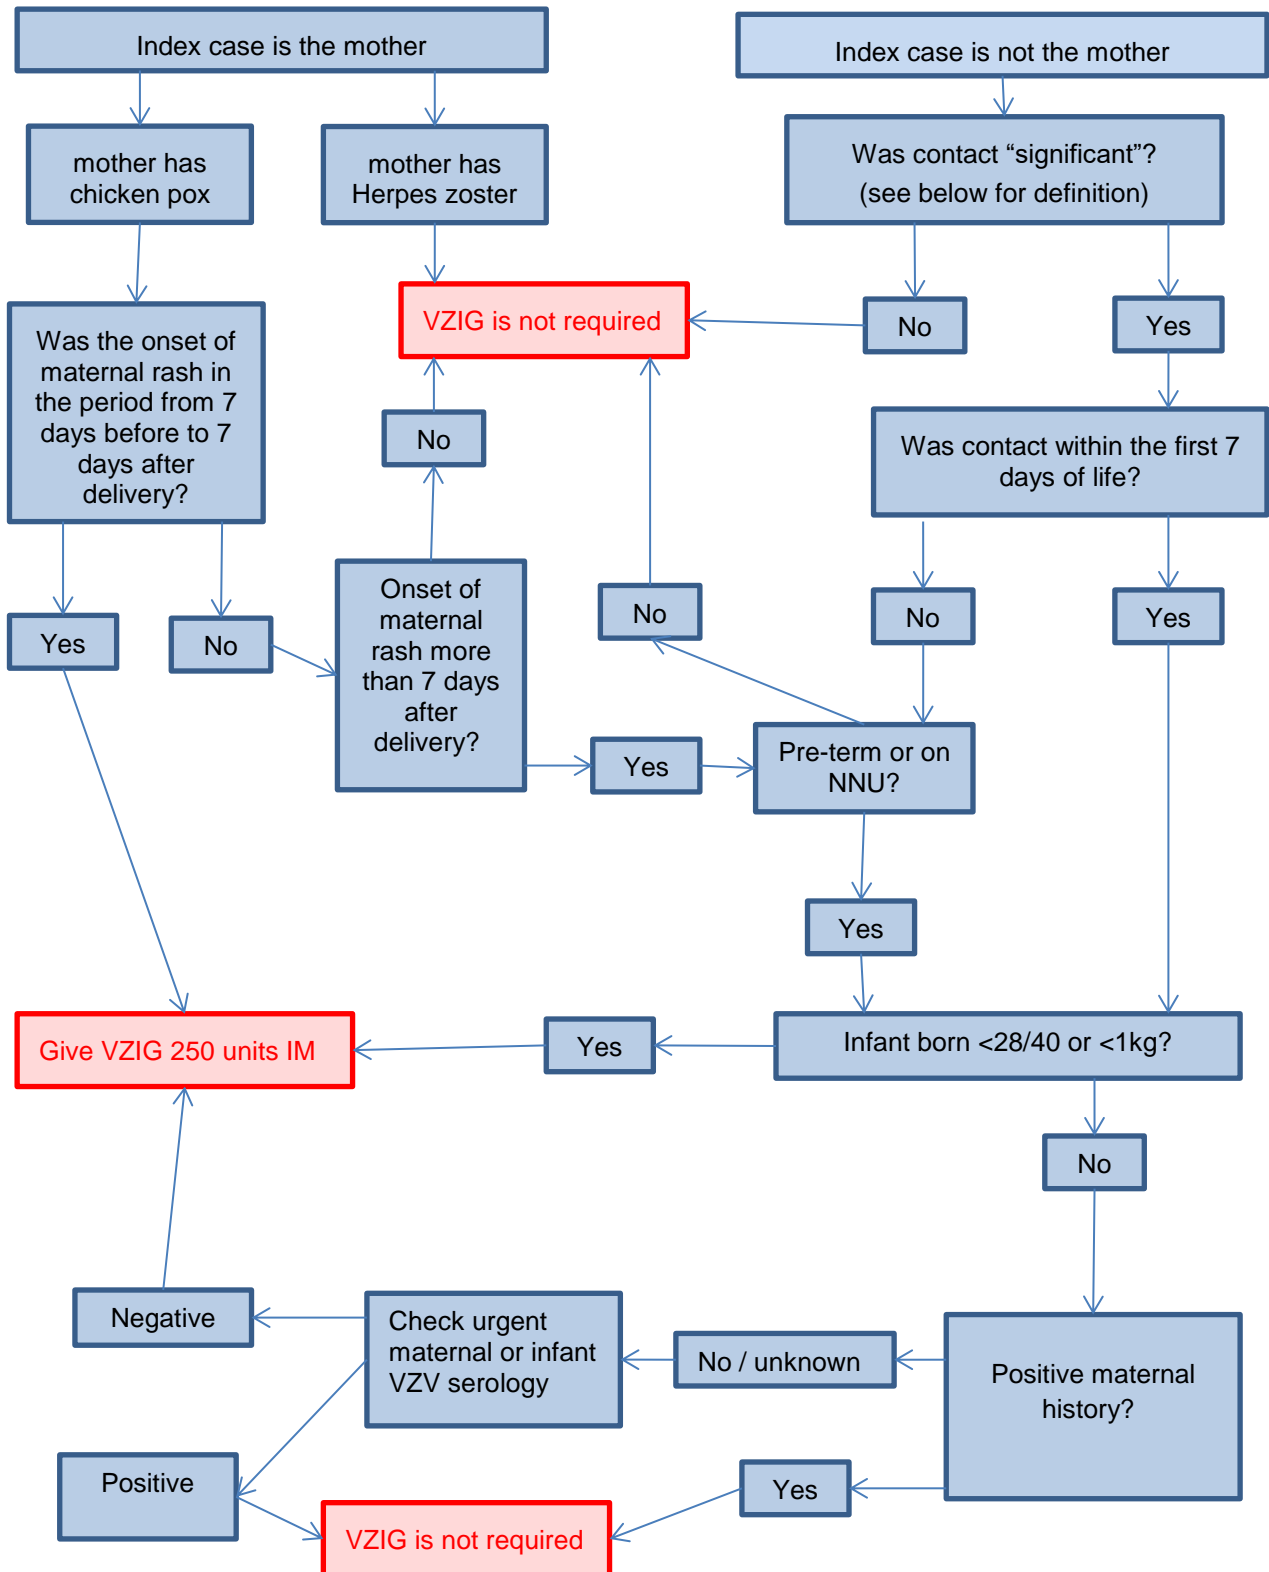 Index case is the mother
Index case is not the mother
mother has
chicken pox
mother has
Herpes zoster
Was contact “significant”?
(see below for definition)
VZIG is not required
No
Yes
Was the onset of
maternal rash in
the period from 7
days before to 7
days after
delivery?
No
Was contact within the first 7
days of life?
Yes
No
Onset of
maternal
rash more
than 7 days
after
delivery?
No
No
Yes
Yes
Pre-term or on
NNU?
Yes
Give VZIG 250 units IM
Yes
Infant born <28/40 or <1kg?
No
Negative
Check urgent
maternal or infant
VZV serology
No / unknown
Positive maternal
history?
Positive
Yes
VZIG is not required